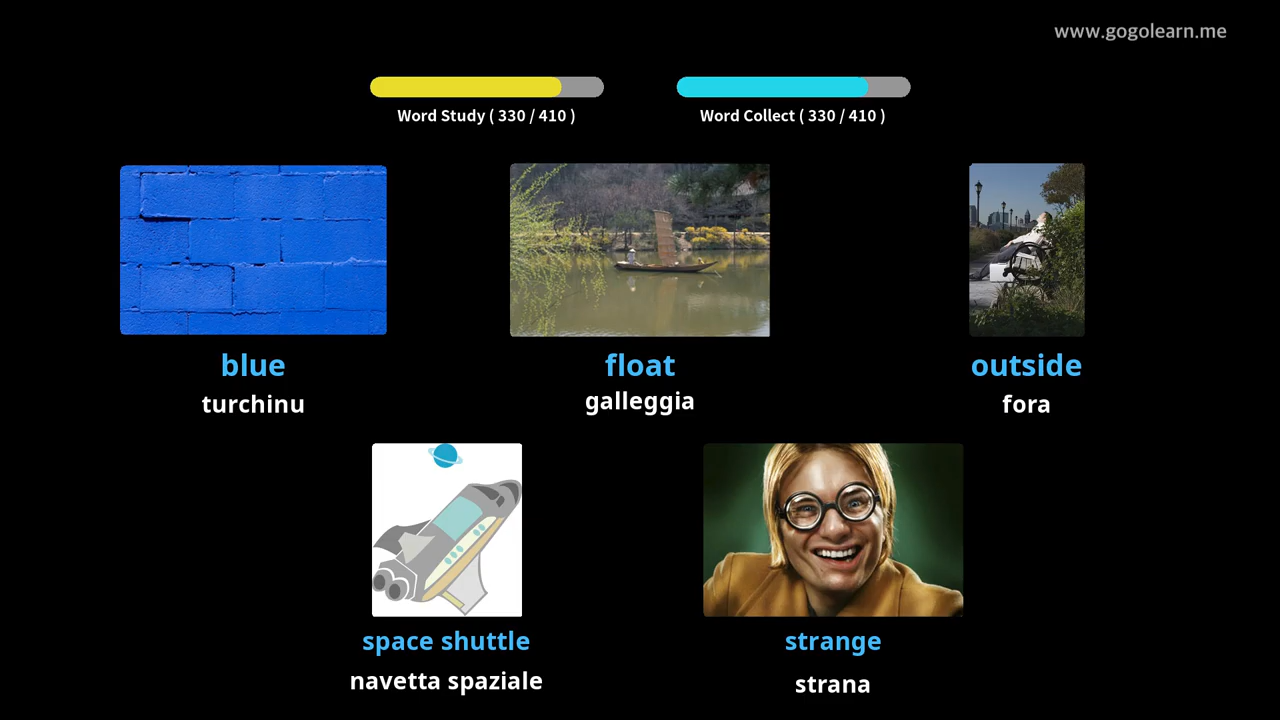 www.gogolearn.me
Word Study ( 330 / 410 )
Word Collect ( 330 / 410 )
blue
turchinu
float
galleggia
outside
fora
space shuttle
navetta spaziale
strange
strana